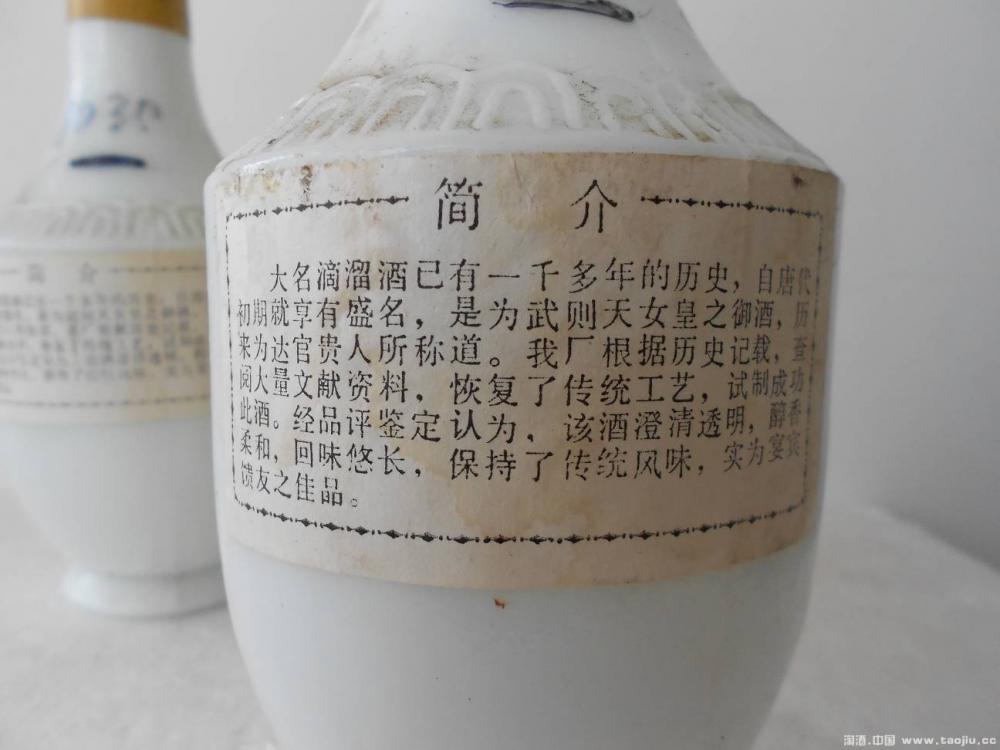 简 介
大名滴溜酒已有一千多年的历史，自唐代
初期就享有盛名，是为武则天女皇之御酒，历
来为达官贵人所称道。我厂根据历史记载，查
阅大量文献资料，恢复了传统工艺，试制成功
此酒。经品评鉴定认为，该酒澄清透明，醇香
柔和，回味悠长，保持了传统风味，实为宴宾
馈友之佳品。
简 介
淘酒.中国 www.taojiu.cc